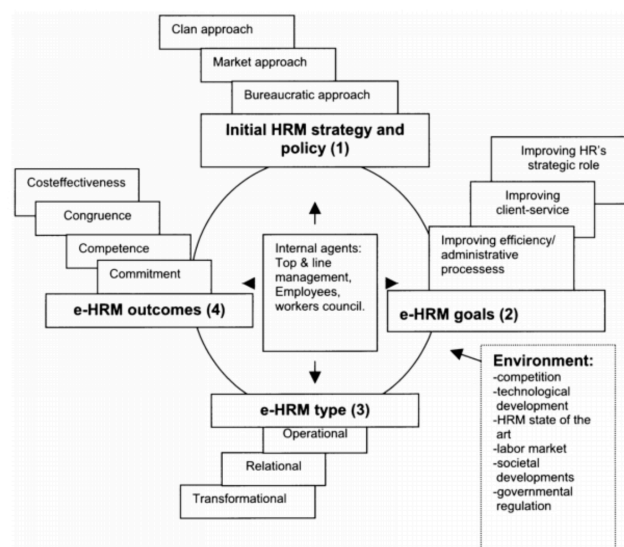 Clan approach
Market approach
Bureaucratic approach
Initial HRM strategy and
policy (1)
Improving HR's
strategic role
Improving
client-service
Improving efficiency/
administrative
processess
e-HRM goals (2)
Costeffectiveness
Congruence
Competence
Commitment
e-HRM outcomes (4)
Internal agents:
Top & line
management,
Employees,
workers council.
Environment:
-competition
-technological
development
-HRM state of the
art
-labor market
-societal
developments
-governmental
regulation
e-HRM type (3)
Operational
Relational
Transformational